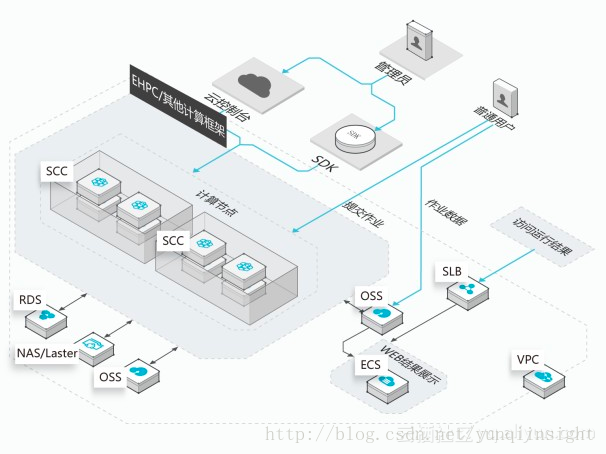 管理员
云控制台
EHPC/其他计算框架
普通用户
SDK
SDK
SCC
计算节点
提交作业
作业数据
访问运行结果
SCC
SLB
OSS
RDS
NAS/Laster
WEB结果展示
ECS
VPC
OSS
http://blog.csdn.net/yunqiinsight